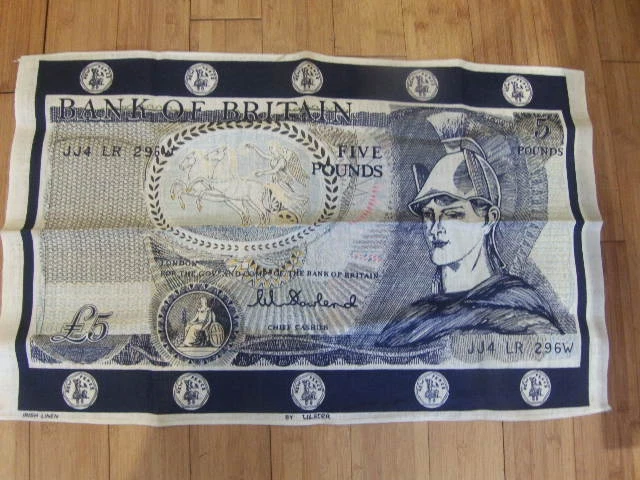 BANK OF BRITAIN
JJ4 LR 296W
FIVE
POUNDS
5
POUNDS
LONDON
FOR THE GOV. AND COMP. OF THE BANK OF BRITAIN
CHIEF CASHIER
£5
JJ4 LR 296W
IRISH LINEN
BY ULSTER